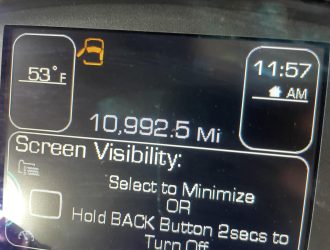 53°F
11:57
AM
10,992.5 Mi
Screen Visibility:
Select to Minimize
OR
Hold BACK Button 2secs to
Turn Off